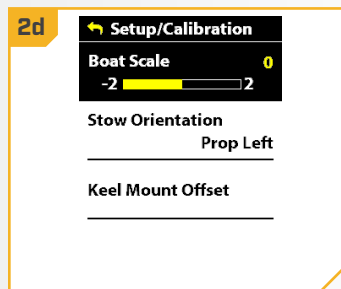 2d
Setup/Calibration
Boat Scale 0
-2 2
Stow Orientation
Prop Left
Keel Mount Offset